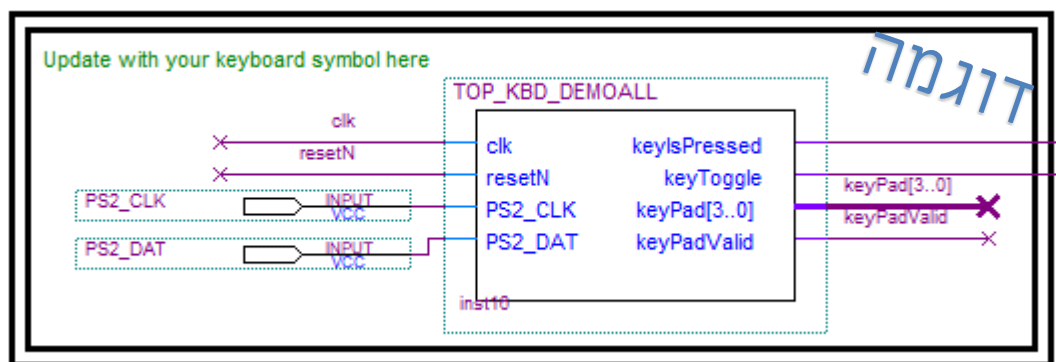 Update with your keyboard symbol here
דוגמה
TOP_KBD_DEMOALL
clk
resetN
PS2_CLK
INPUT
VCC
PS2_DAT
INPUT
VCC
clk
resetN
PS2_CLK
PS2_DAT
keyIsPressed
keyToggle
keyPad[3..0]
keyPadValid
keyPad[3..0]
keyPadValid
inst10